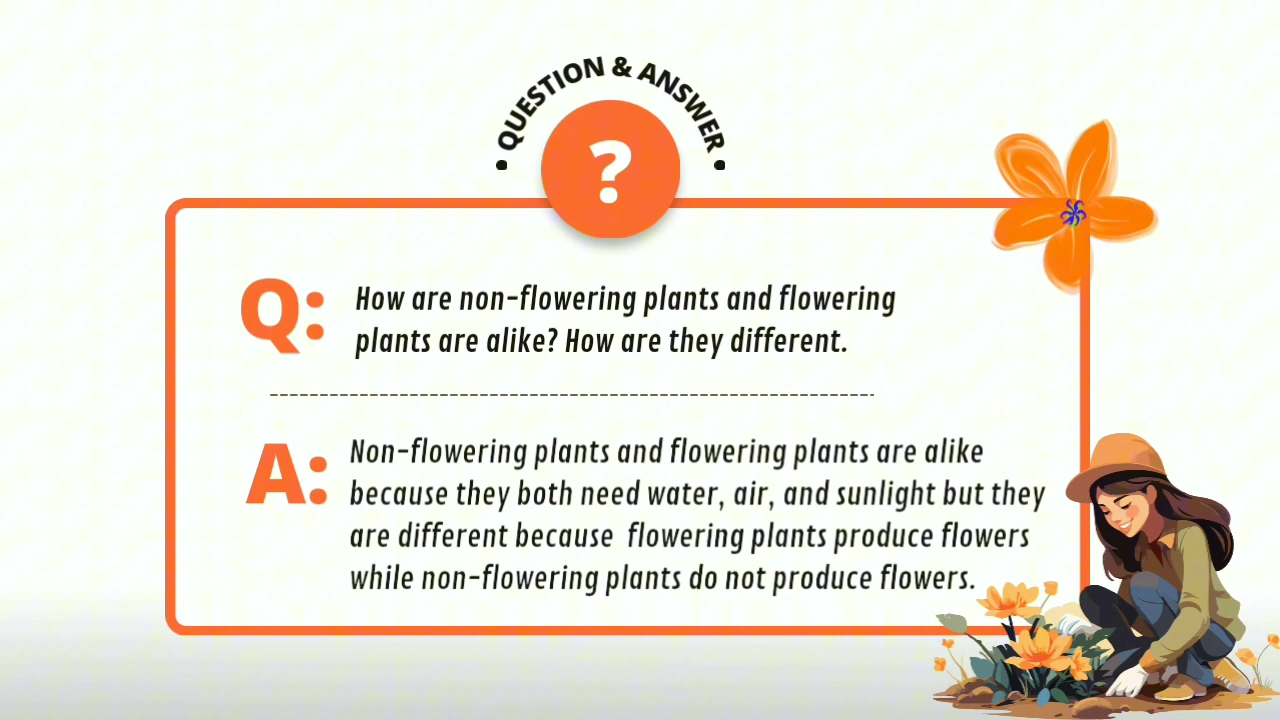 • QUESTION & ANSWER •
?
Q: How are non-flowering plants and flowering
plants are alike? How are they different.
A: Non-flowering plants and flowering plants are alike
because they both need water, air, and sunlight but they
are different because flowering plants produce flowers
while non-flowering plants do not produce flowers.